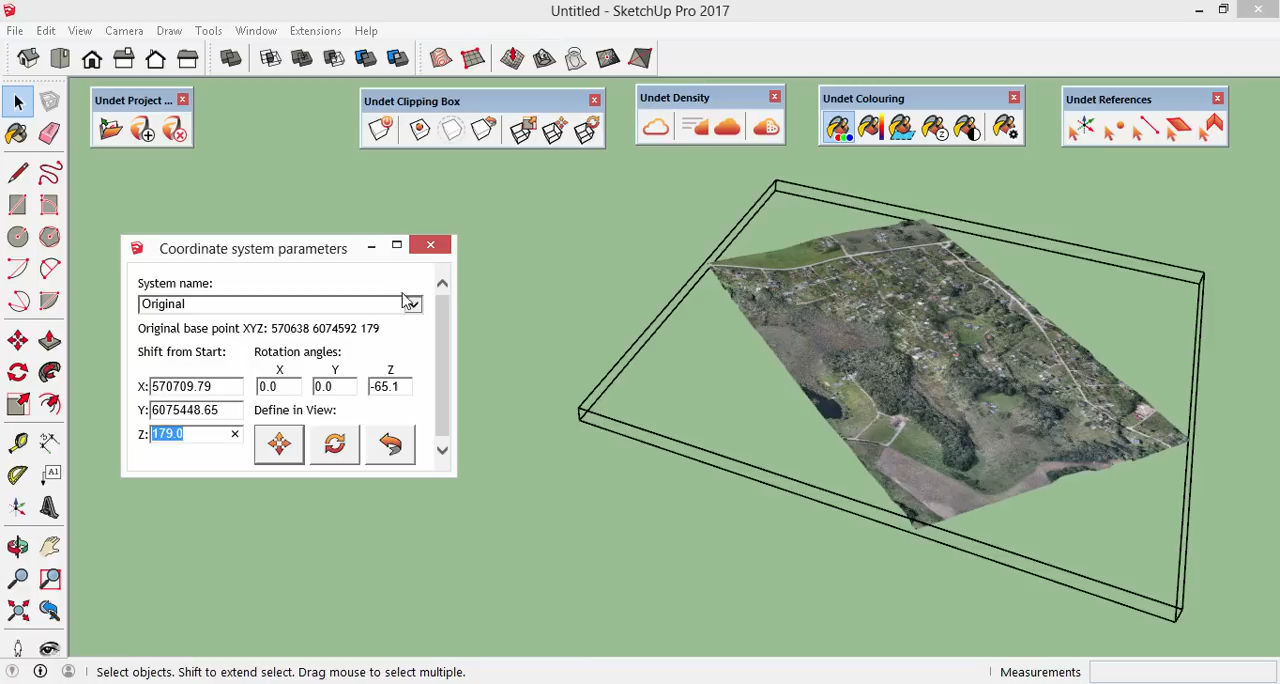 Untitled - SketchUp Pro 2017
File Edit View Camera Draw Tools Window Extensions Help
Undet Project ...
Undet Clipping Box
Undet Density
Undet Colouring
Undet References
A1
Coordinate system parameters
System name:
Original
Original base point XYZ: 570638 6074592 179
Shift from Start: Rotation angles:
X Y Z
X: 570709.79 0.0 0.0 -65.1
Y: 6075448.65 Define in View:
Z: 179.0
Select objects. Shift to extend select. Drag mouse to select multiple. Measurements